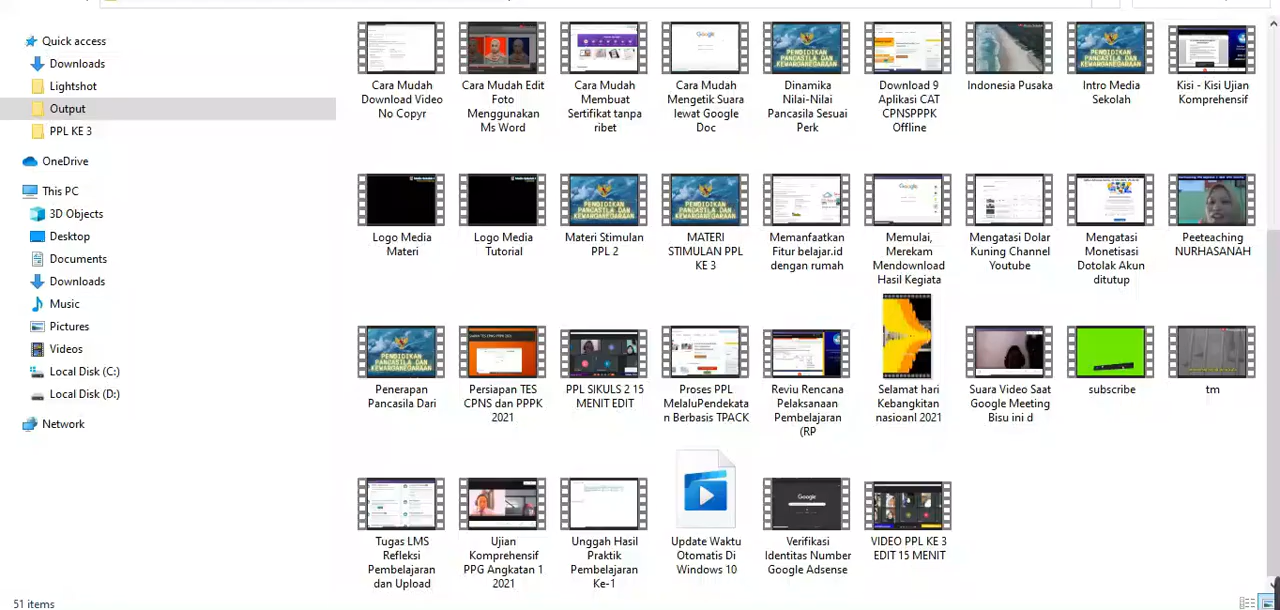 Quick access
Downloads
Lightshot
Output
PPL KE 3
OneDrive
This PC
3D Objects
Desktop
Documents
Downloads
Music
Pictures
Videos
Local Disk (C:)
Local Disk (D:)
Network
51 items
Cara Mudah
Download Video
No Copyr
Cara Mudah Edit
Foto
Menggunakan
Ms Word
Cara Mudah
Membuat
Sertifikat tanpa
ribet
Cara Mudah
Mengetik Suara
lewat Google
Doc
Dinamika
Nilai-Nilai
Pancasila Sesuai
Perk
Download 9
Aplikasi CAT
CPNSPPPK
Offline
Indonesia Pusaka
Intro Media
Sekolah
Kisi - Kisi Ujian
Komprehensif
Logo Media
Materi
Logo Media
Tutorial
Materi Stimulan
PPL 2
MATERI
STIMULAN PPL
KE 3
Memanfaatkan
Fitur belajar.id
dengan rumah
Memulai,
Merekam
Mendownload
Hasil Kegiata
Mengatasi Dolar
Kuning Channel
Youtube
Mengatasi
Monetisasi
Dotolak Akun
ditutup
Peeteaching
NURHASANAH
Penerapan
Pancasila Dari
Persiapan TES
CPNS dan PPPK
2021
PPL SIKULS 2 15
MENIT EDIT
Proses PPL
MelaluPendekata
n Berbasis TPACK
Reviu Rencana
Pelaksanaan
Pembelajaran
(RP
Selamat hari
Kebangkitan
nasioanl 2021
Suara Video Saat
Google Meeting
Bisu ini d
subscribe
tm
Tugas LMS
Refleksi
Pembelajaran
dan Upload
Ujian
Komprehensif
PPG Angkatan 1
2021
Unggah Hasil
Praktik
Pembelajaran
Ke-1
Update Waktu
Otomatis Di
Windows 10
Verifikasi
Identitas Number
Google Adsense
VIDEO PPL KE 3
EDIT 15 MENIT